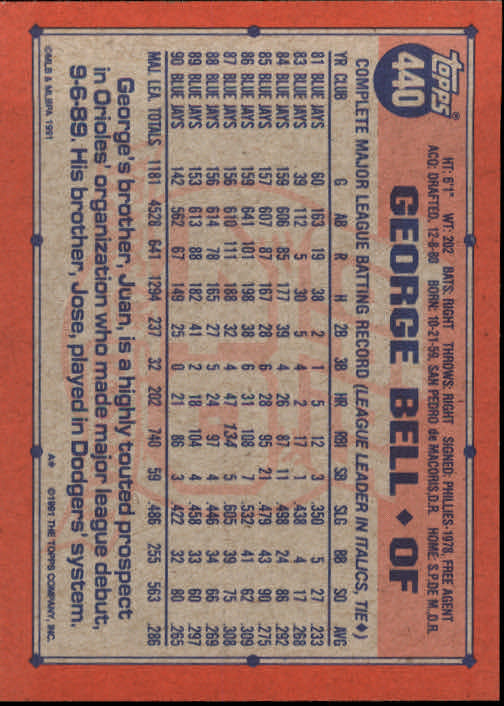 topps®
440
GEORGE BELL ◆ OF
HT: 6'1" WT: 202 BATS: RIGHT THROWS: RIGHT SIGNED: PHILLIES-1978, FREE AGENT
ACQ: DRAFTED, 12-8-80 BORN: 10-21-59, SAN PEDRO de MACORIS, D.R. HOME: S.P. DE M., D.R.
COMPLETE MAJOR LEAGUE BATTING RECORD (LEAGUE LEADER IN ITALICS, TIE◆)
YR CLUB G AB R H 2B 3B HR RBI SB SLG BB SO AVG
81 BLUE JAYS 60 163 19 38 2 1 5 12 3 .350 5 27 .233
83 BLUE JAYS 39 112 5 30 5 4 2 17 1 .438 4 17 .268
84 BLUE JAYS 159 606 85 177 39 4 26 87 11 .498 24 86 .292
85 BLUE JAYS 157 607 87 167 28 6 28 95 21 .479 43 90 .275
86 BLUE JAYS 159 641 101 198 38 6 31 108 7 .532 41 62 .309
87 BLUE JAYS 156 610 111 188 32 4 47 134 5 .605 39 75 .308
88 BLUE JAYS 156 614 78 165 27 5 24 97 4 .446 34 66 .269
89 BLUE JAYS 153 613 88 182 41 2 18 104 4 .458 33 60 .297
90 BLUE JAYS 142 562 67 149 25 0 21 86 3 .422 32 80 .265
MAJ. LEA. TOTALS 1181 4528 641 1294 237 32 202 740 59 .486 255 563 .286
George's brother, Juan, is a highly touted prospect
in Orioles' organization who made major league debut,
9-6-89. His brother, Jose, played in Dodgers' system.
©MLB & MLBPA 1991 A* ©1991 THE TOPPS COMPANY, INC.